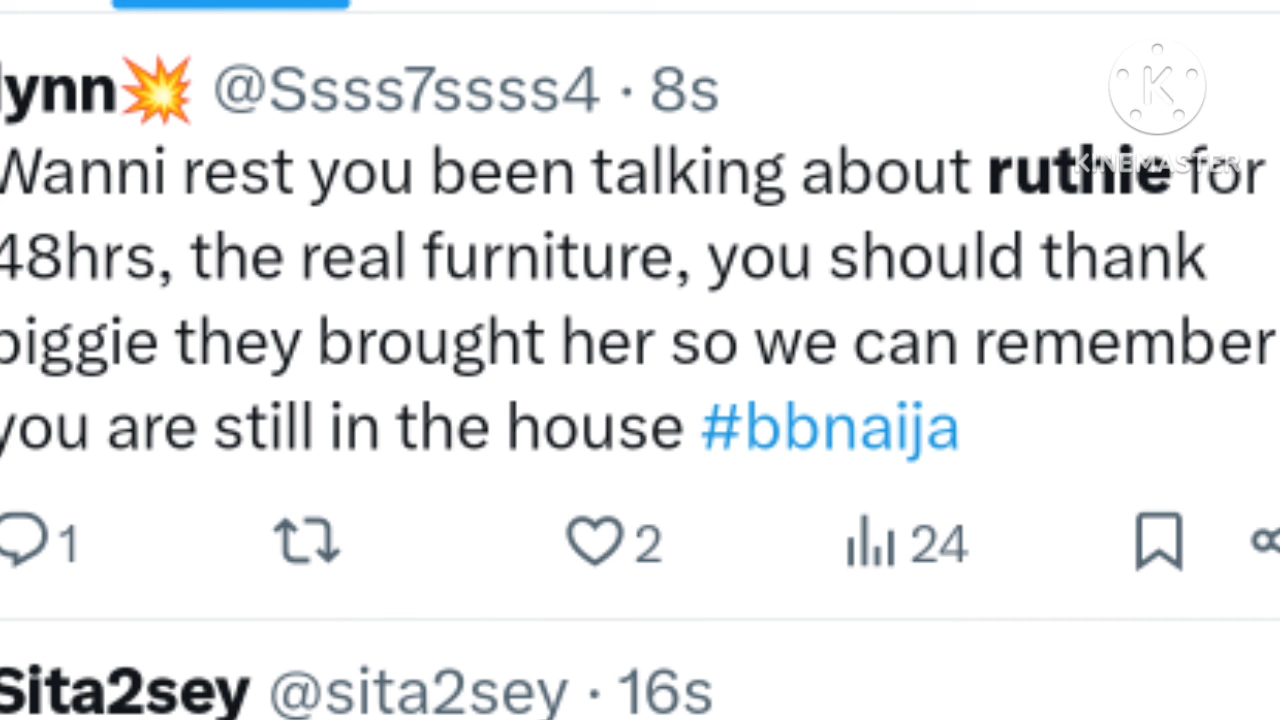 lynn💥 @Ssss7ssss4 · 8s
Wanni rest you been talking about ruthie for
48hrs, the real furniture, you should thank
biggie they brought her so we can remember
you are still in the house #bbnaija
1 2 24
Sita2sey @sita2sey · 16s
K
KINEMASTER